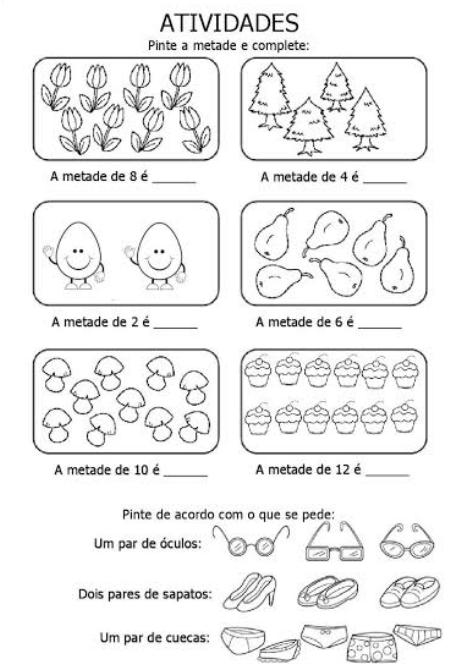 ATIVIDADES
Pinte a metade e complete:
A metade de 8 é ______
A metade de 4 é ______
A metade de 2 é ______
A metade de 6 é ______
A metade de 10 é ______
A metade de 12 é ______
Pinte de acordo com o que se pede:
Um par de óculos:
Dois pares de sapatos:
Um par de cuecas: